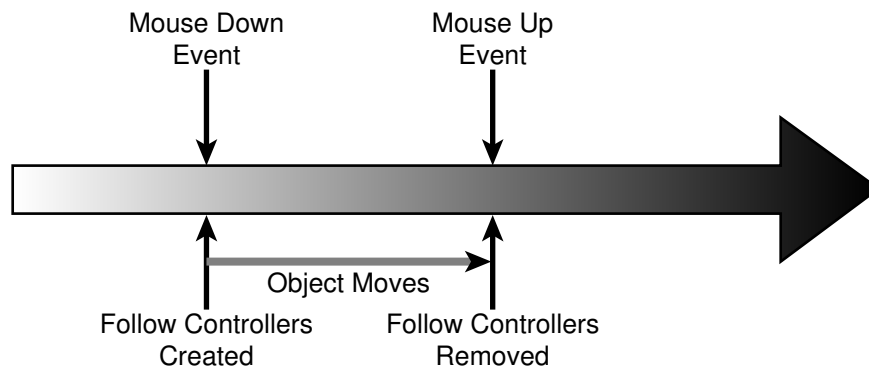 Mouse Down
Event
Mouse Up
Event
Object Moves
Follow Controllers
Created
Follow Controllers
Removed